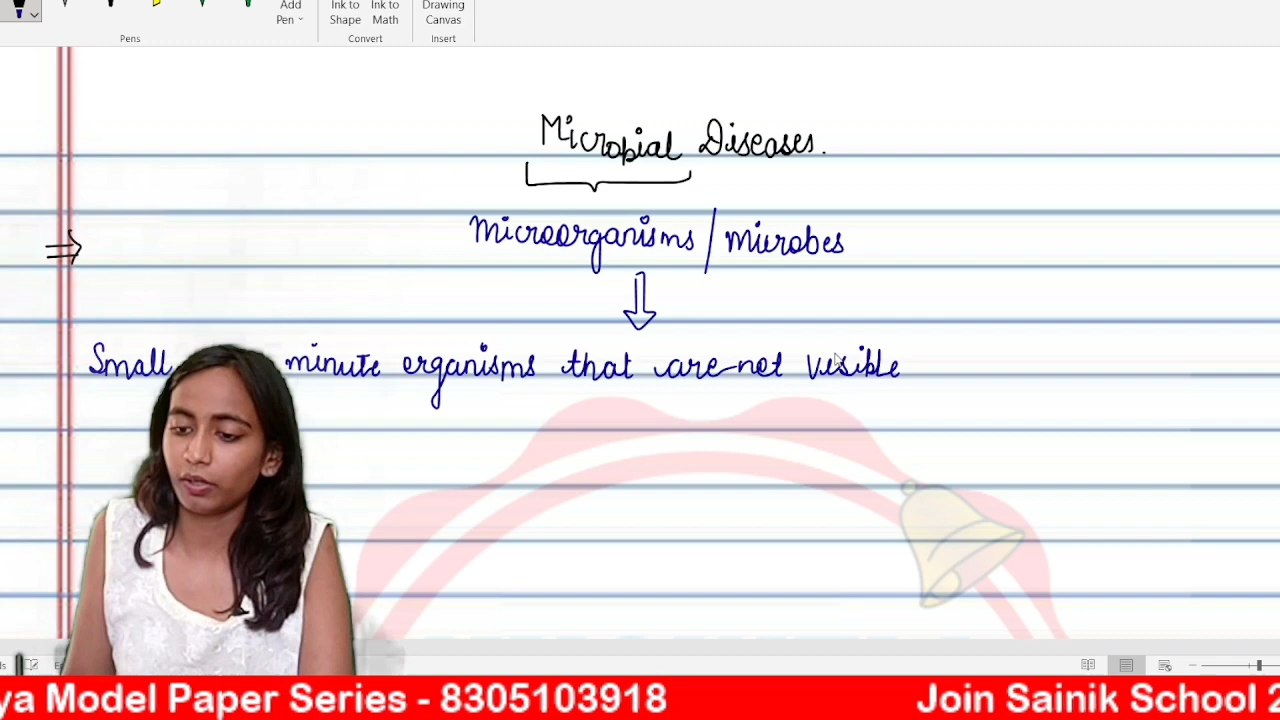 Add
Pen
Ink to
Shape
Ink to
Math
Drawing
Canvas
Pens
Convert
Insert
Microbial Diseases.
Microorganisms / Microbes
⇒
Small minute organisms that are not visible
ya Model Paper Series - 8305103918 Join Sainik School 2